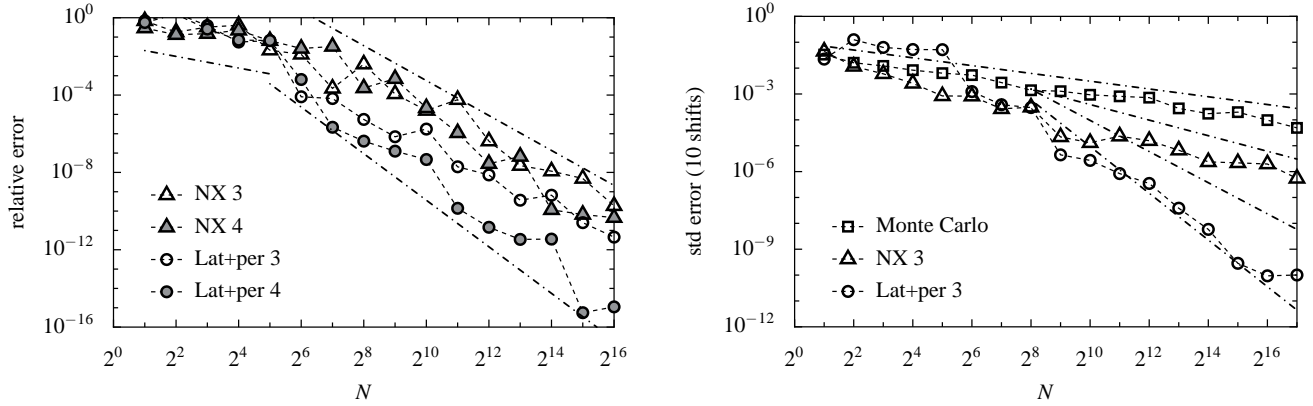 10^0
10^−4
10^−8
10^−12
10^−16
relative error
NX 3
NX 4
Lat+per 3
Lat+per 4
2^0 2^2 2^4 2^6 2^8 2^10 2^12 2^14 2^16
N
10^0
10^−3
10^−6
10^−9
10^−12
std error (10 shifts)
Monte Carlo
NX 3
Lat+per 3
2^0 2^2 2^4 2^6 2^8 2^10 2^12 2^14 2^16
N